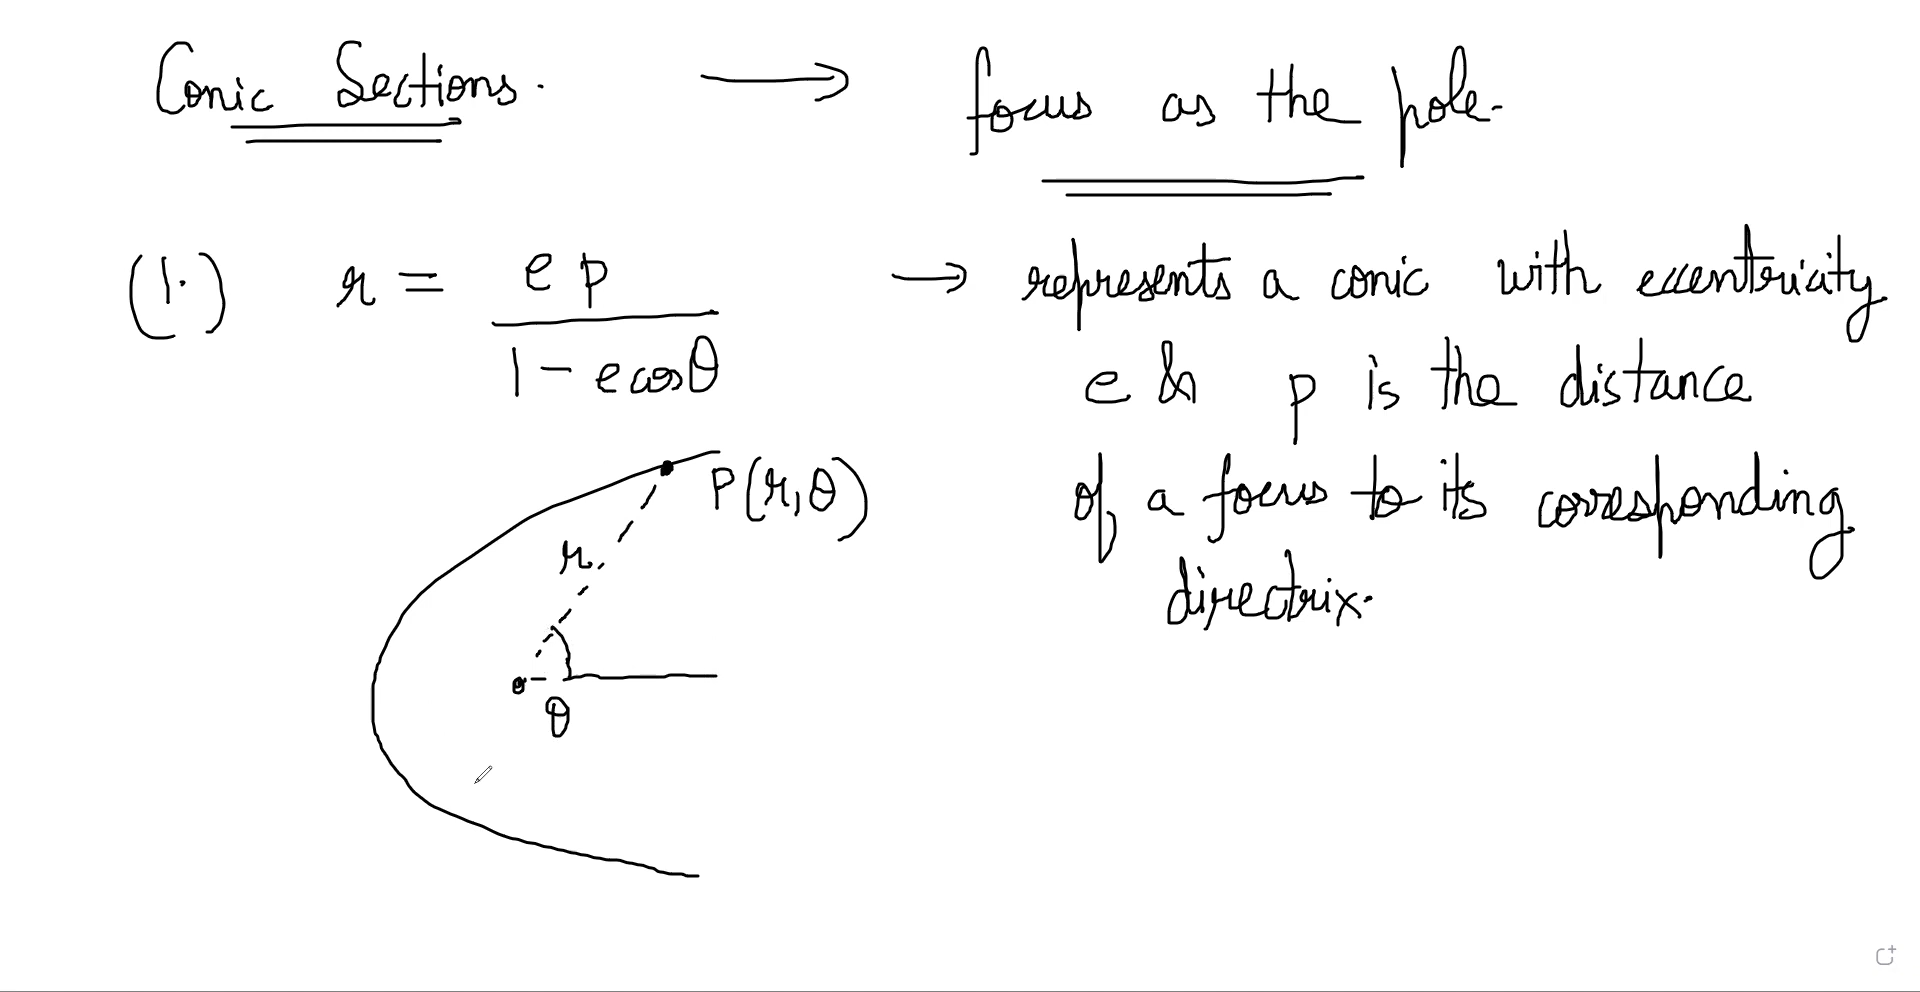 Conic Sections. → focus as the pole.
(1.) r = ep / (1 - e cosθ) → represents a conic with eccentricity
e & p is the distance
of a focus to its corresponding
directrix.
P(r, θ)
r
θ